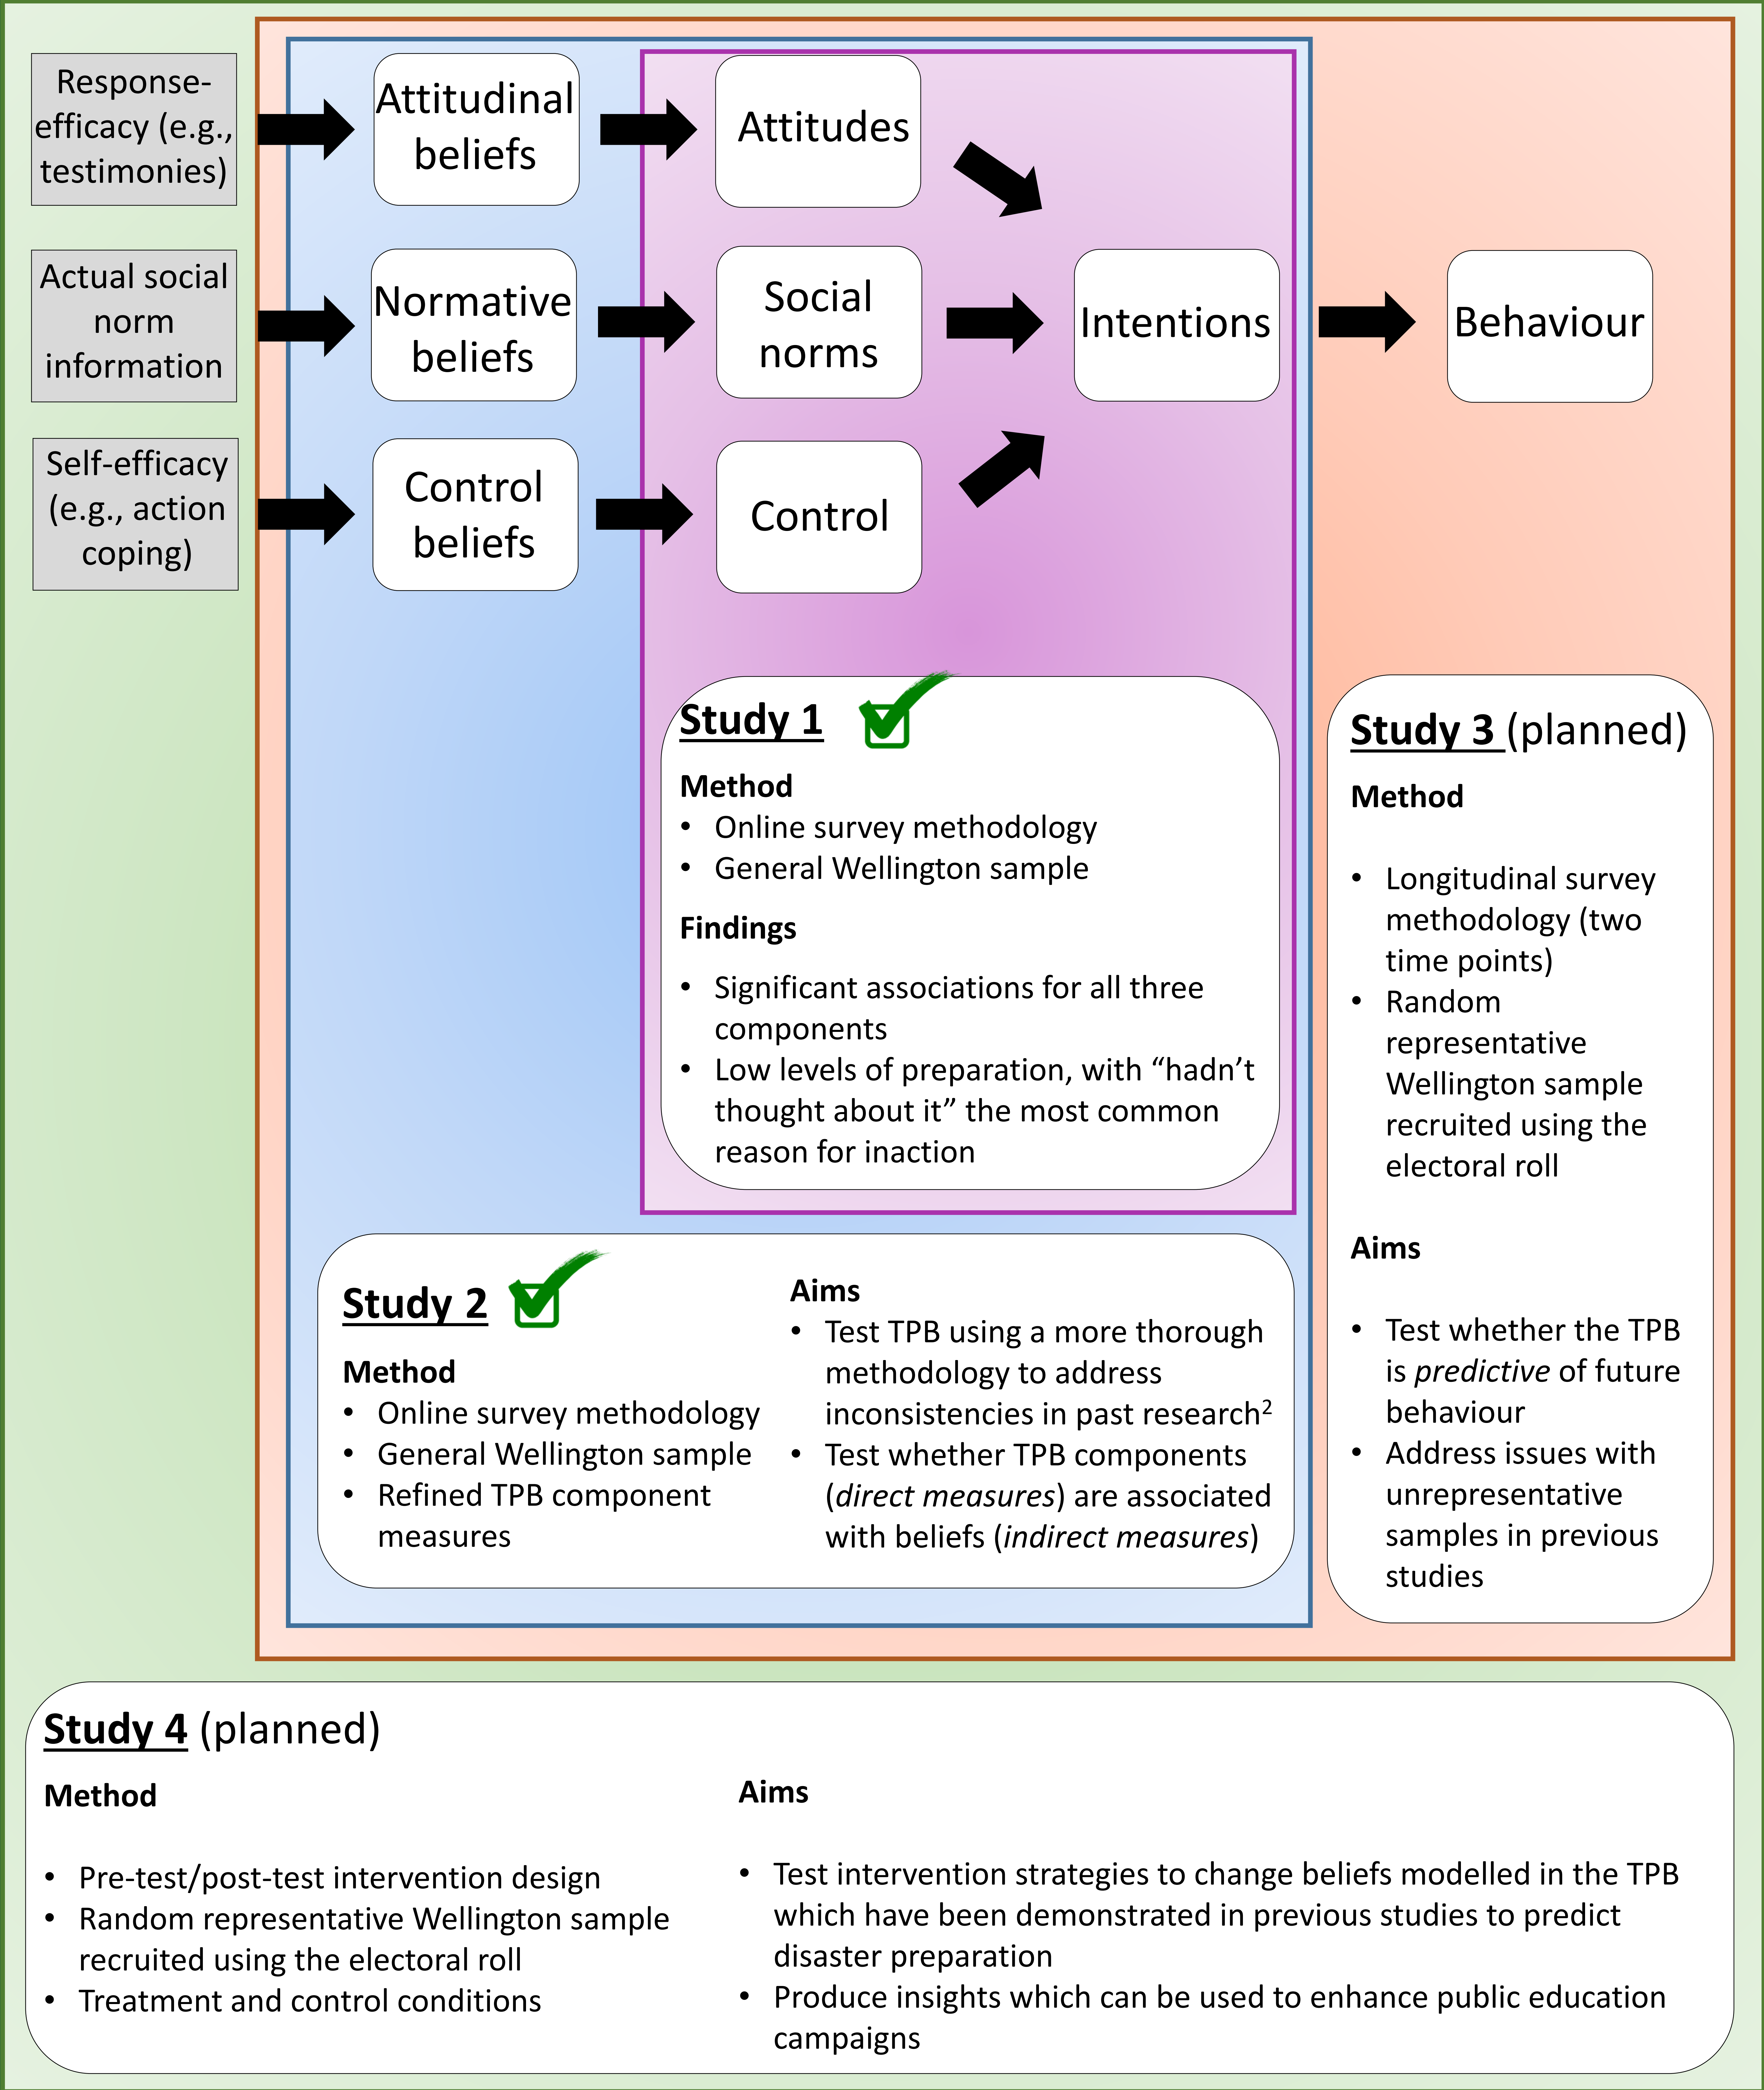 Response-
efficacy (e.g.,
testimonies)
Attitudinal
beliefs
Attitudes
Actual social
norm
information
Normative
beliefs
Social
norms
Intentions
Behaviour
Self-efficacy
(e.g., action
coping)
Control
beliefs
Control
Study 1
Method
• Online survey methodology
• General Wellington sample
Findings
• Significant associations for all three
components
• Low levels of preparation, with “hadn’t
thought about it” the most common
reason for inaction
Study 2
Method
• Online survey methodology
• General Wellington sample
• Refined TPB component
measures
Aims
• Test TPB using a more thorough
methodology to address
inconsistencies in past research²
• Test whether TPB components
(direct measures) are associated
with beliefs (indirect measures)
Study 3 (planned)
Method
• Longitudinal survey
methodology (two
time points)
• Random
representative
Wellington sample
recruited using the
electoral roll
Aims
• Test whether the TPB
is predictive of future
behaviour
• Address issues with
unrepresentative
samples in previous
studies
Study 4 (planned)
Method
• Pre-test/post-test intervention design
• Random representative Wellington sample
recruited using the electoral roll
• Treatment and control conditions
Aims
• Test intervention strategies to change beliefs modelled in the TPB
which have been demonstrated in previous studies to predict
disaster preparation
• Produce insights which can be used to enhance public education
campaigns